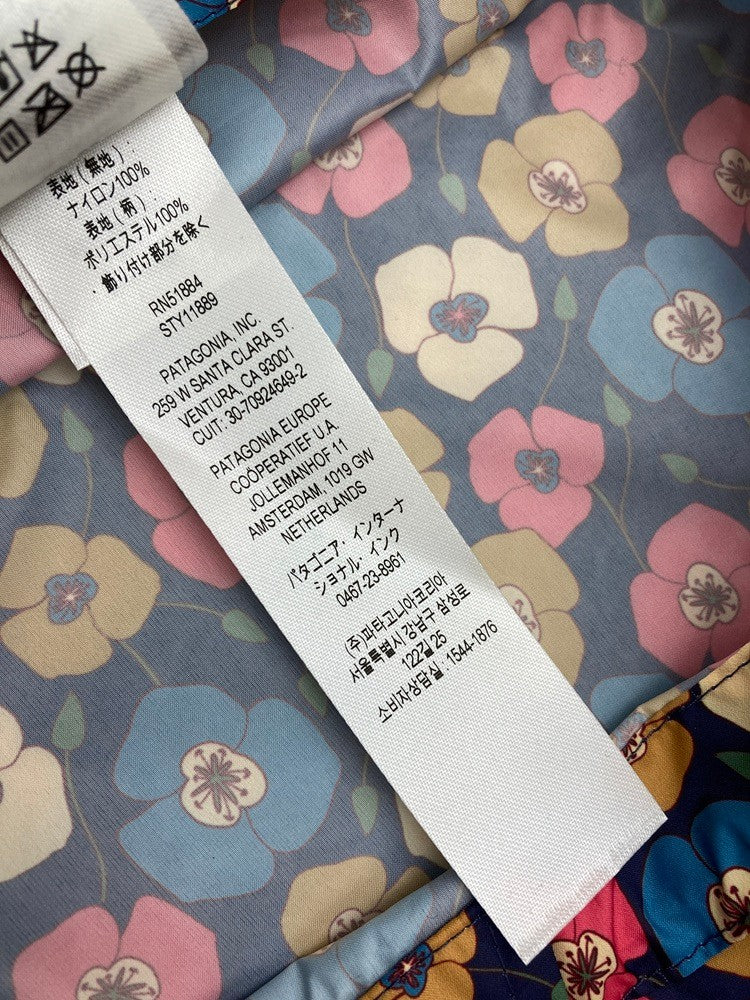 表地(無地):
ナイロン100%
表地(柄):
ポリエステル100%
・飾り付け部分を除く
RN51884
STY11889
PATAGONIA, INC.
259 W SANTA CLARA ST.
VENTURA, CA 93001
CUIT: 30-70924649-2
PATAGONIA EUROPE
COÖPERATIEF U.A.
JOLLEMANHOF 11
AMSTERDAM, 1019 GW
NETHERLANDS
パタゴニア・インターナ
ショナル・インク
0467-23-8961
(주)파타고니아코리아
서울특별시 강남구 삼성로
122길 25
소비자상담실: 1544-1876